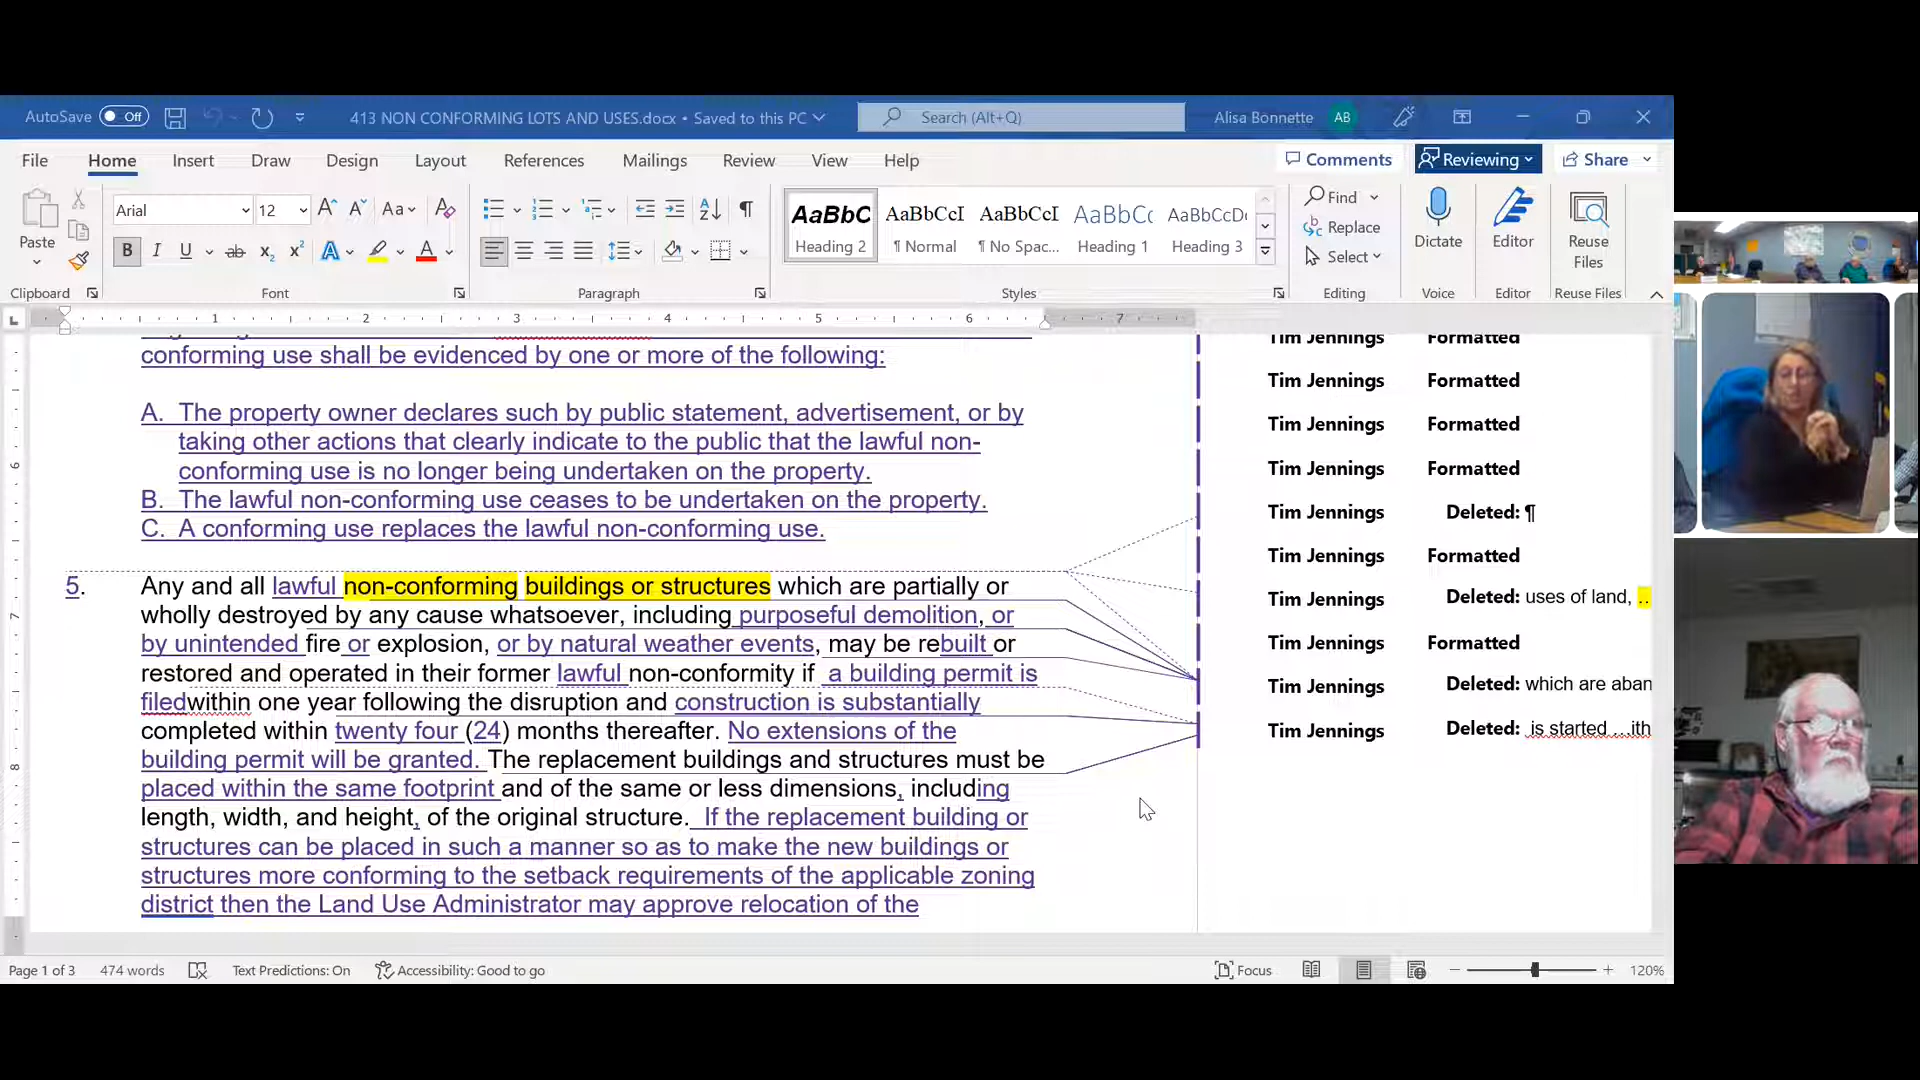 AutoSave Off 413 NON CONFORMING LOTS AND USES.docx • Saved to this PC Search (Alt+Q) Alisa Bonnette AB
File Home Insert Draw Design Layout References Mailings Review View Help Comments Reviewing Share
Arial 12 Aa A
Paste B I U ab x₂ x² A A
AaBbC AaBbCcI AaBbCcI AaBbCc AaBbCcD
Heading 2 ¶ Normal ¶ No Spac... Heading 1 Heading 3
Find
Replace
Select
Dictate Editor Reuse Files
Clipboard Font Paragraph Styles Editing Voice Editor Reuse Files
1 2 3 4 5 6 7
conforming use shall be evidenced by one or more of the following:
A. The property owner declares such by public statement, advertisement, or by
taking other actions that clearly indicate to the public that the lawful non-
conforming use is no longer being undertaken on the property.
B. The lawful non-conforming use ceases to be undertaken on the property.
C. A conforming use replaces the lawful non-conforming use.
5. Any and all lawful non-conforming buildings or structures which are partially or
wholly destroyed by any cause whatsoever, including purposeful demolition, or
by unintended fire or explosion, or by natural weather events, may be rebuilt or
restored and operated in their former lawful non-conformity if a building permit is
filedwithin one year following the disruption and construction is substantially
completed within twenty four (24) months thereafter. No extensions of the
building permit will be granted. The replacement buildings and structures must be
placed within the same footprint and of the same or less dimensions, including
length, width, and height, of the original structure. If the replacement building or
structures can be placed in such a manner so as to make the new buildings or
structures more conforming to the setback requirements of the applicable zoning
district then the Land Use Administrator may approve relocation of the
Tim Jennings Formatted
Tim Jennings Formatted
Tim Jennings Formatted
Tim Jennings Formatted
Tim Jennings Deleted: ¶
Tim Jennings Formatted
Tim Jennings Deleted: uses of land, ..
Tim Jennings Formatted
Tim Jennings Deleted: which are aban
Tim Jennings Deleted: is started ...ith
6
7
8
Page 1 of 3 474 words Text Predictions: On Accessibility: Good to go Focus 120%